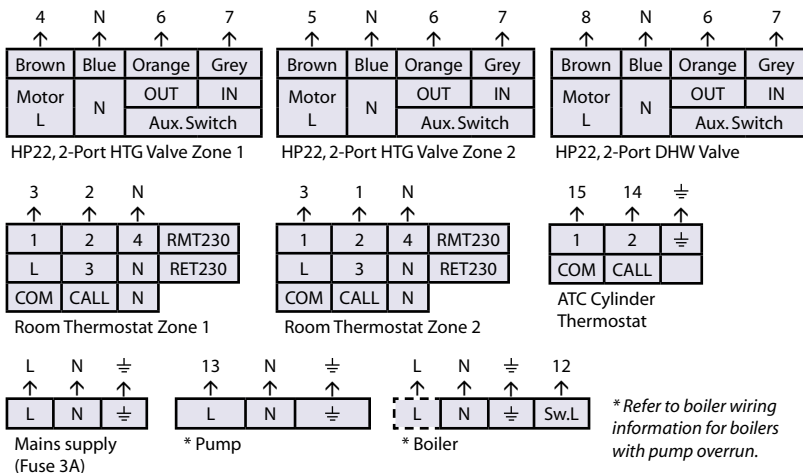 4 N 6 7
Brown Blue Orange Grey
Motor L N OUT IN
Aux. Switch
HP22, 2-Port HTG Valve Zone 1
5 N 6 7
Brown Blue Orange Grey
Motor L N OUT IN
Aux. Switch
HP22, 2-Port HTG Valve Zone 2
8 N 6 7
Brown Blue Orange Grey
Motor L N OUT IN
Aux. Switch
HP22, 2-Port DHW Valve
3 2 N
1 2 4 RMT230
L 3 N RET230
COM CALL N
Room Thermostat Zone 1
3 1 N
1 2 4 RMT230
L 3 N RET230
COM CALL N
Room Thermostat Zone 2
15 14 ⏚
1 2 ⏚
COM CALL
ATC Cylinder
Thermostat
L N ⏚
L N ⏚
Mains supply
(Fuse 3A)
13 N ⏚
L N ⏚
* Pump
L N ⏚ 12
L N ⏚ Sw.L
* Boiler
* Refer to boiler wiring
information for boilers
with pump overrun.